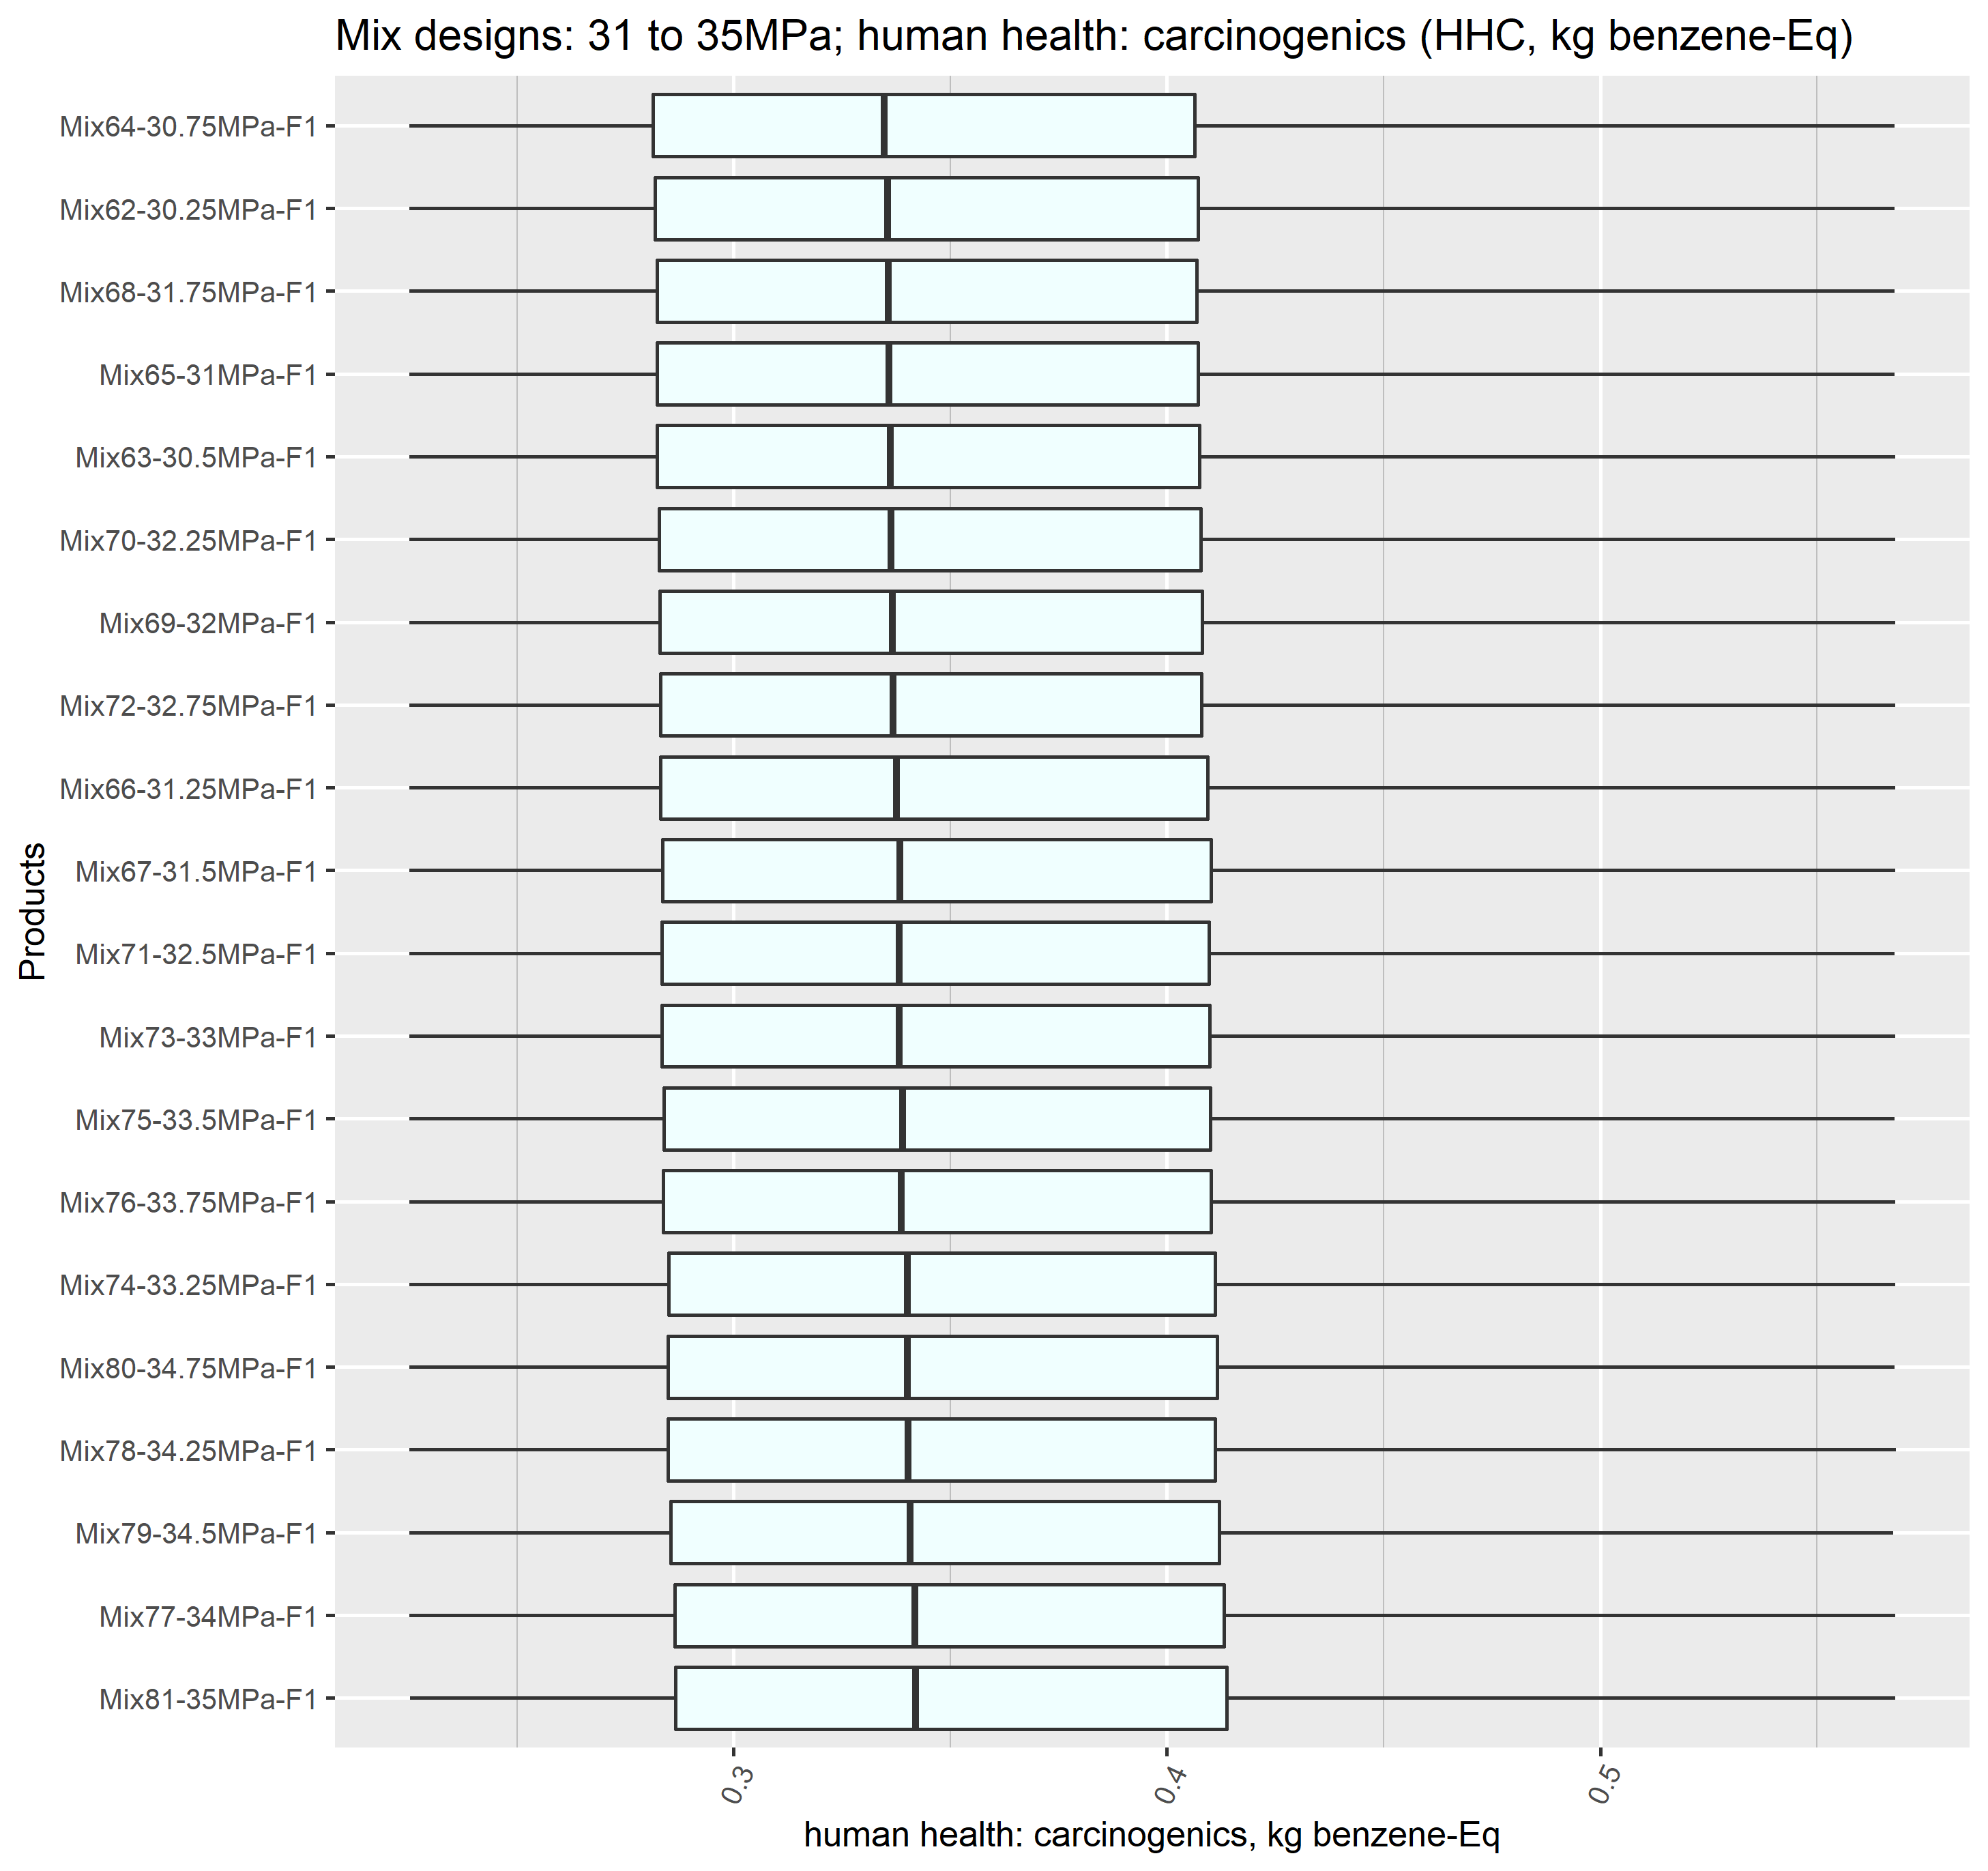 Mix designs: 31 to 35MPa; human health: carcinogenics (HHC, kg benzene-Eq)
Products
Mix64-30.75MPa-F1
Mix62-30.25MPa-F1
Mix68-31.75MPa-F1
Mix65-31MPa-F1
Mix63-30.5MPa-F1
Mix70-32.25MPa-F1
Mix69-32MPa-F1
Mix72-32.75MPa-F1
Mix66-31.25MPa-F1
Mix67-31.5MPa-F1
Mix71-32.5MPa-F1
Mix73-33MPa-F1
Mix75-33.5MPa-F1
Mix76-33.75MPa-F1
Mix74-33.25MPa-F1
Mix80-34.75MPa-F1
Mix78-34.25MPa-F1
Mix79-34.5MPa-F1
Mix77-34MPa-F1
Mix81-35MPa-F1
0.3 0.4 0.5
human health: carcinogenics, kg benzene-Eq